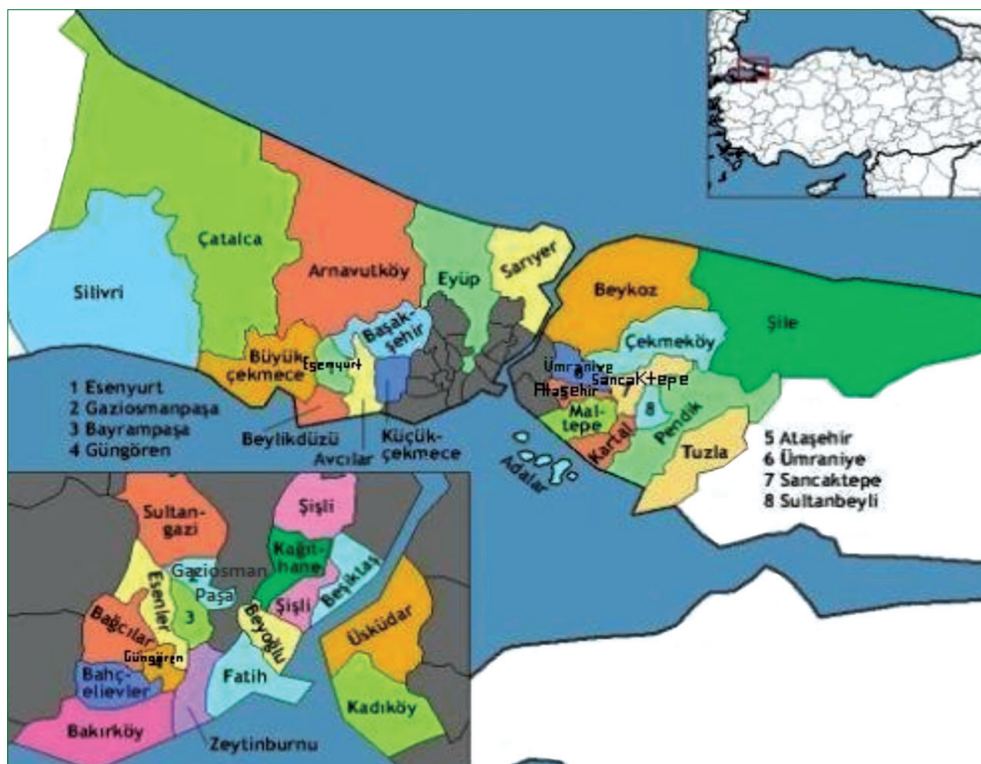 Çatalca
Silivri
Arnavutköy
Eyüp
Sarıyer
Beykoz
Şile
Başak-
şehir
Çekmeköy
Büyük
çekmece
Esenyurt
Ümraniye
6
Sancaktepe
7
Ataşehir
8
Mal-
tepe
Kartal
Pendik
Tuzla
Adalar
Beylikdüzü
Avcılar
Küçük-
çekmece
1 Esenyurt
2 Gaziosmanpaşa
3 Bayrampaşa
4 Güngören
5 Ataşehir
6 Ümraniye
7 Sancaktepe
8 Sultanbeyli
Sultan-
gazi
Şişli
Kağıt-
hane
Gaziosman
Paşa
Esenler
3
Şişli
Beşiktaş
Bağcılar
Beyoğlu
Üsküdar
Güngören
Bahç-
elievler
Fatih
Kadıköy
Bakırköy
Zeytinburnu